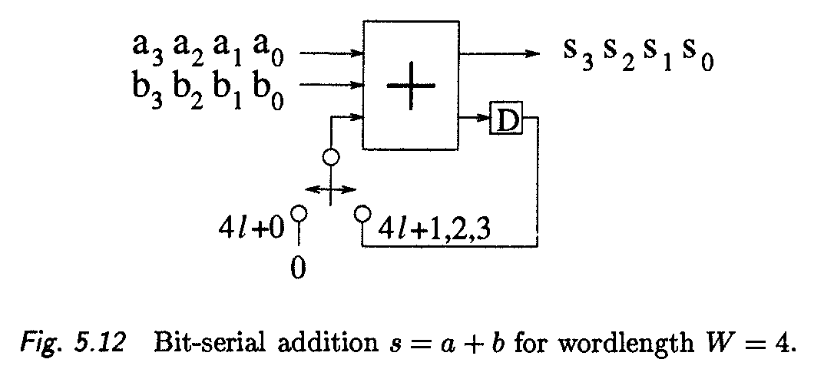 a₃ a₂ a₁ a₀
s₃ s₂ s₁ s₀
b₃ b₂ b₁ b₀
+
D
4l+0
4l+1,2,3
0
Fig. 5.12 Bit-serial addition s = a + b for wordlength W = 4.